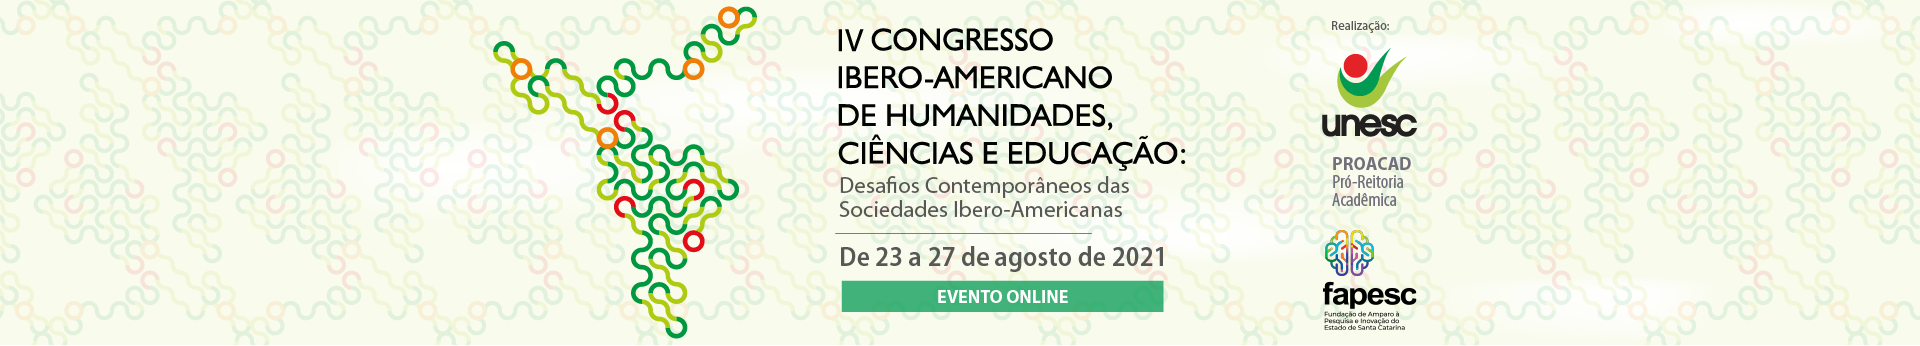 IV CONGRESSO
IBERO-AMERICANO
DE HUMANIDADES,
CIÊNCIAS E EDUCAÇÃO:
Desafios Contemporâneos das
Sociedades Ibero-Americanas
De 23 a 27 de agosto de 2021
EVENTO ONLINE
Realização:
unesc
PROACAD
Pró-Reitoria
Acadêmica
fapesc
Fundação de Amparo à
Pesquisa e Inovação do
Estado de Santa Catarina